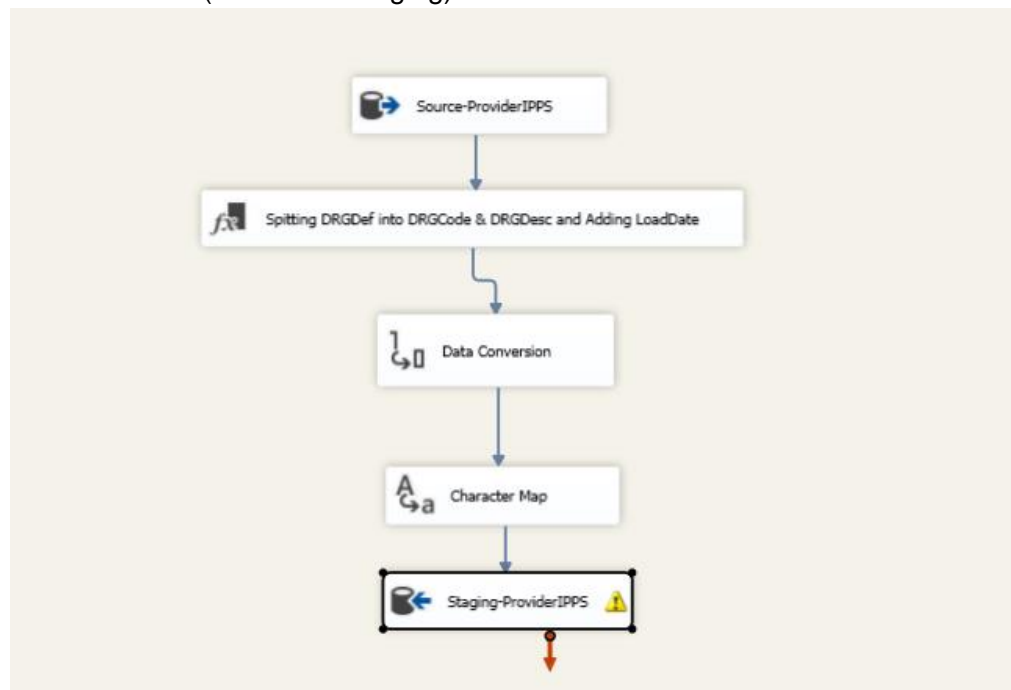 Source-ProviderIPPS
Spitting DRGDef into DRGCode & DRGDesc and Adding LoadDate
Data Conversion
Character Map
Staging-ProviderIPPS